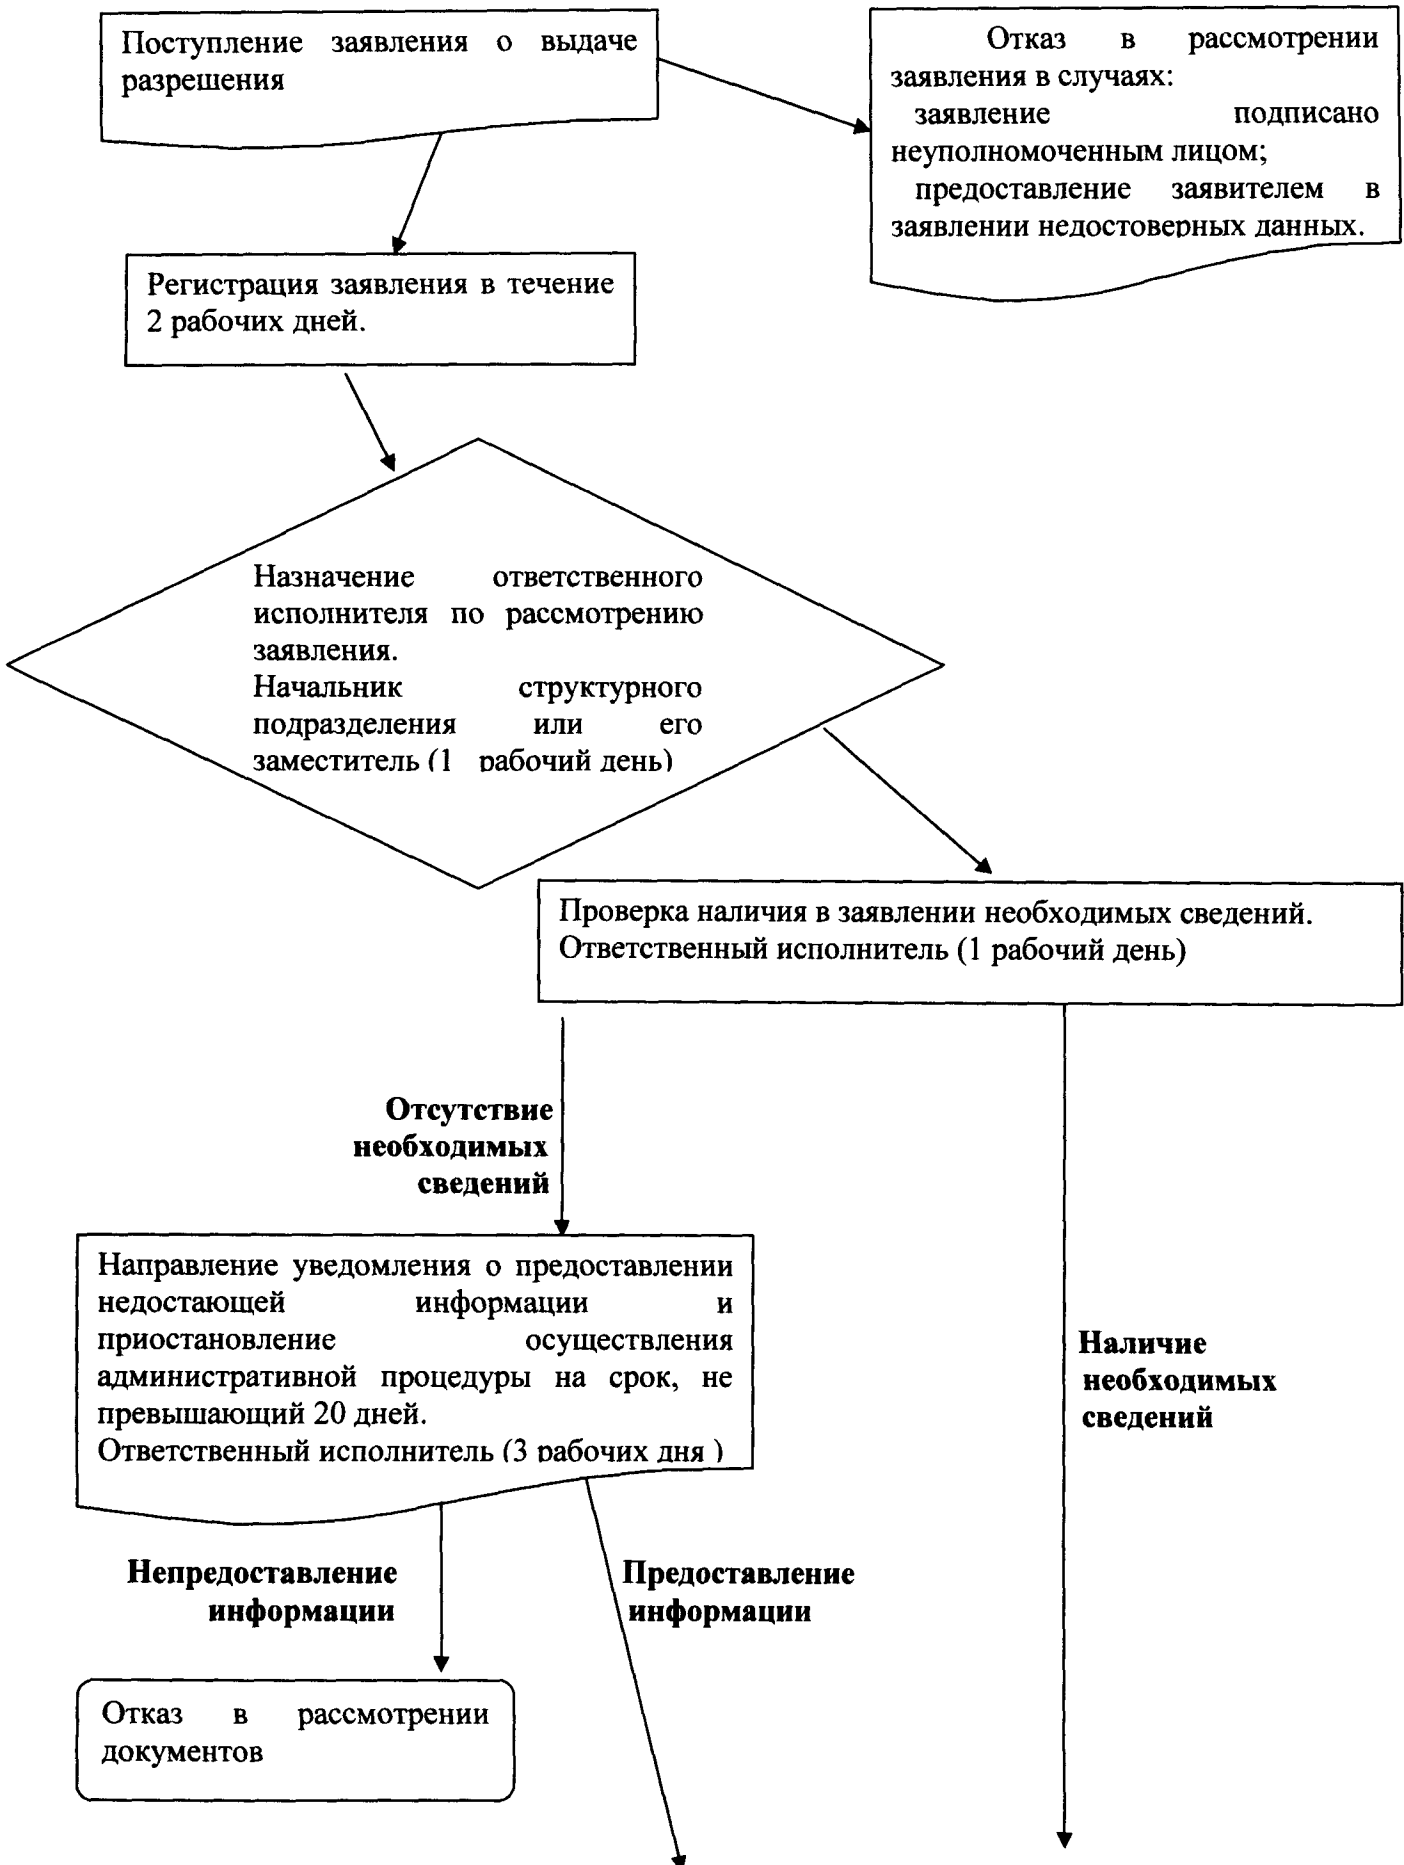 Поступление заявления о выдаче
разрешения
Отказ в рассмотрении
заявления в случаях:
заявление подписано
неуполномоченным лицом;
предоставление заявителем в
заявлении недостоверных данных.
Регистрация заявления в течение
2 рабочих дней.
Назначение ответственного
исполнителя по рассмотрению
заявления.
Начальник структурного
подразделения или его
заместитель (1 рабочий день)
Проверка наличия в заявлении необходимых сведений.
Ответственный исполнитель (1 рабочий день)
Отсутствие
необходимых
сведений
Направление уведомления о предоставлении
недостающей информации и
приостановление осуществления
административной процедуры на срок, не
превышающий 20 дней.
Ответственный исполнитель (3 рабочих дня )
Наличие
необходимых
сведений
Непредоставление
информации
Предоставление
информации
Отказ в рассмотрении
документов